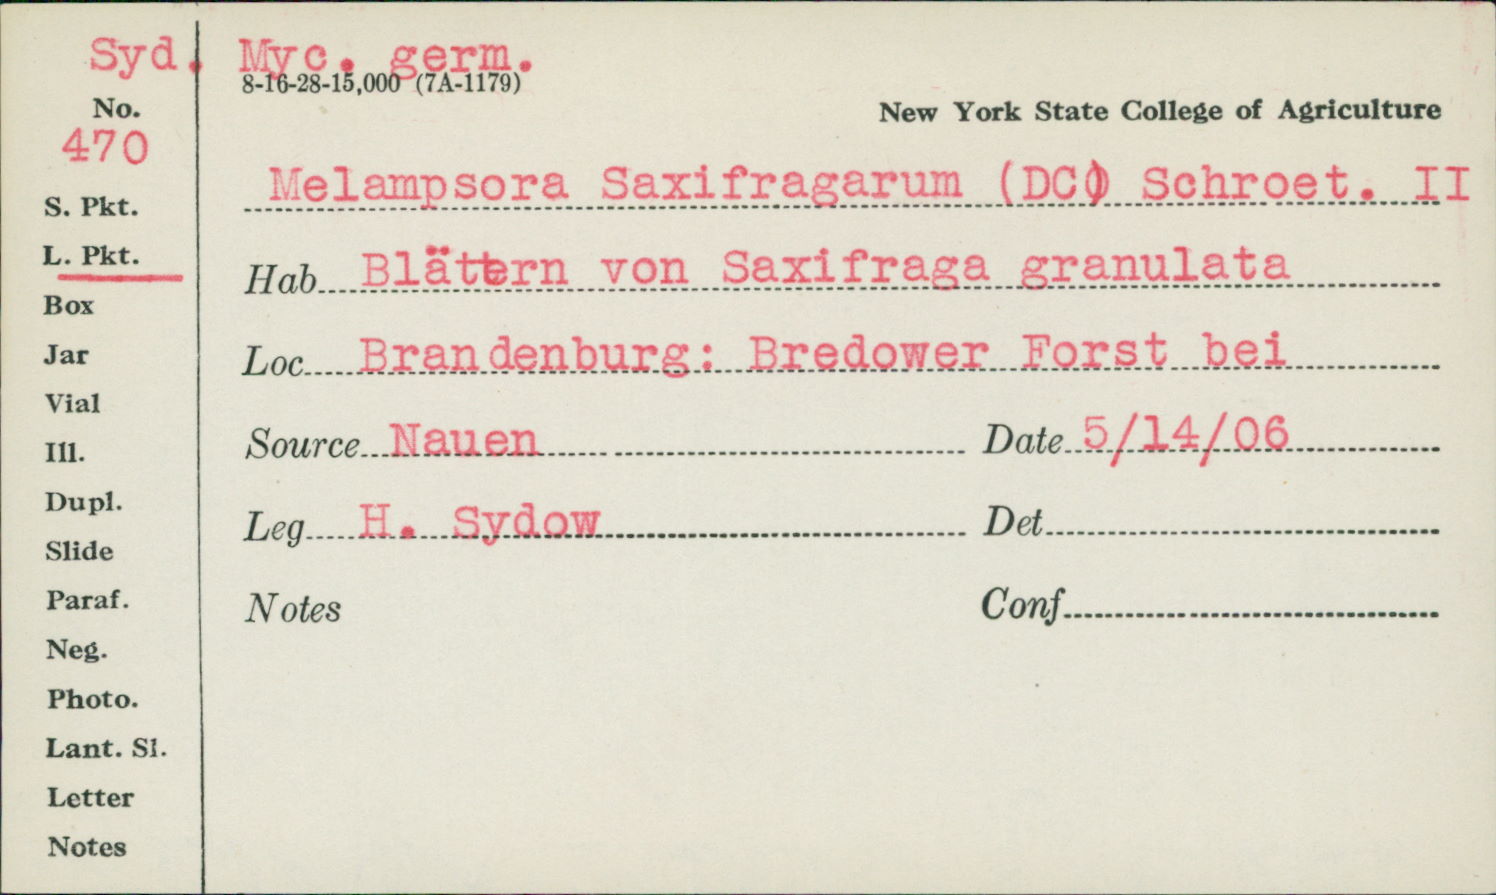 Syd. Myc. germ.
8-16-28-15,000 (7A-1179)
No.
New York State College of Agriculture
470
Melampsora Saxifragarum (DC) Schroet. II
S. Pkt.
L. Pkt.
Hab. Blättern von Saxifraga granulata
Box
Jar
Loc. Brandenburg: Bredower Forst bei
Vial
Source Nauen Date 5/14/06
Ill.
Dupl.
Leg. H. Sydow Det
Slide
Paraf.
Notes Conf
Neg.
Photo.
Lant. Sl.
Letter
Notes